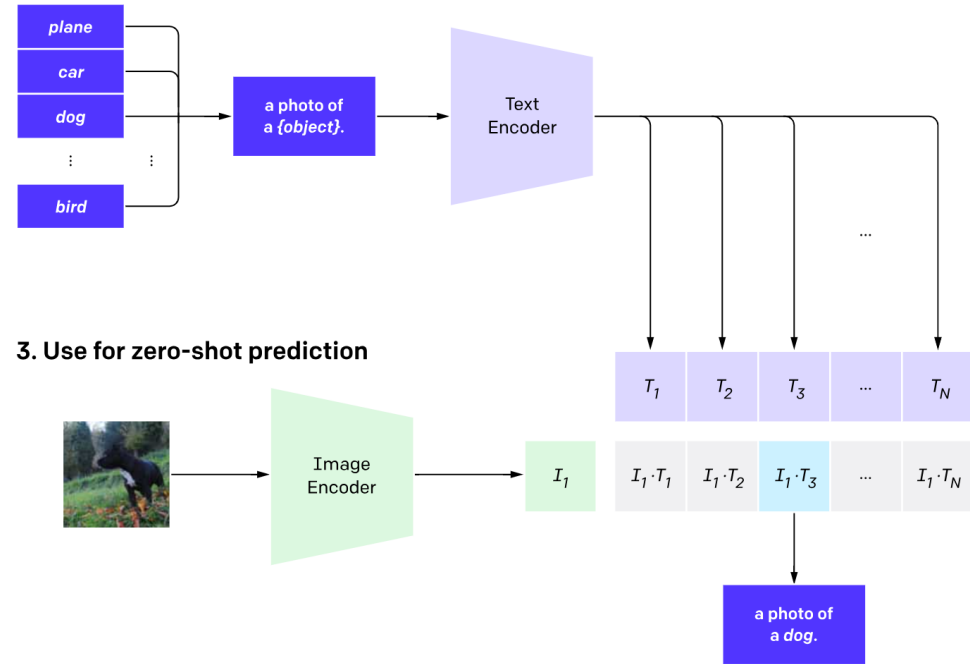 plane
car
dog
⋮ ⋮
bird
a photo of
a {object}.
Text
Encoder
...
3. Use for zero-shot prediction
T1 T2 T3 ... TN
Image
Encoder
I1
I1·T1 I1·T2 I1·T3 ... I1·TN
a photo of
a dog.